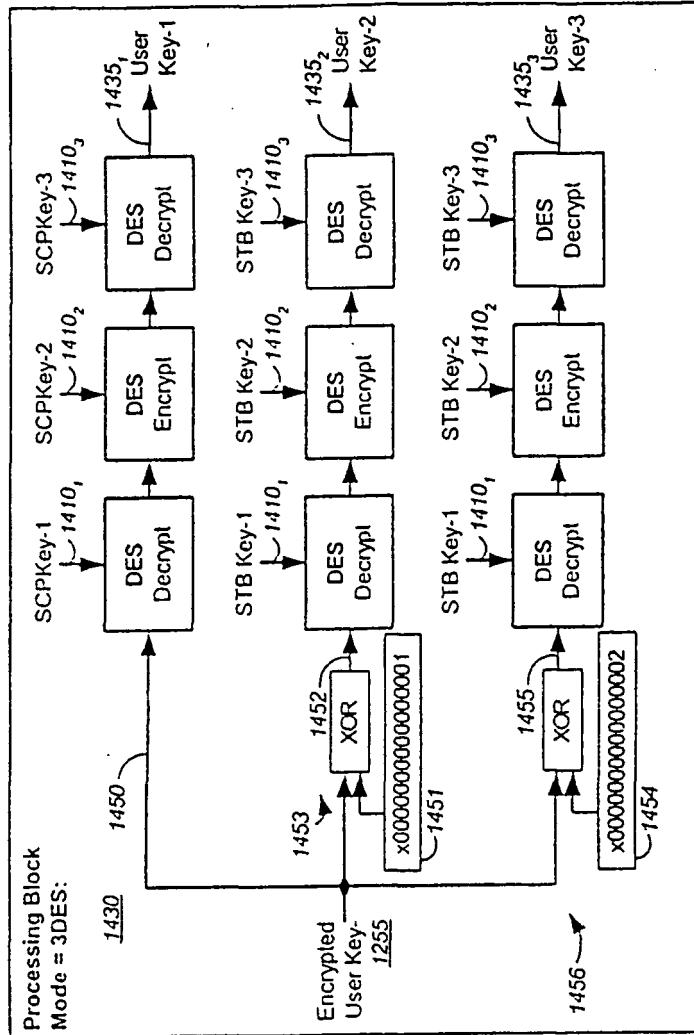 Processing Block
Mode = 3DES:
1430
SCPKey-1
1410₁
SCPKey-2
1410₂
SCPKey-3
1410₃
1435₁
User
Key-1
DES
Decrypt
DES
Encrypt
DES
Decrypt
1450
STB Key-1
1410₁
STB Key-2
1410₂
STB Key-3
1410₃
1435₂
User
Key-2
DES
Decrypt
DES
Encrypt
DES
Decrypt
1452
XOR
1453
x0000000000000001
1451
Encrypted
User Key-
1255
STB Key-1
1410₁
STB Key-2
1410₂
STB Key-3
1410₃
1435₃
User
Key-3
DES
Decrypt
DES
Encrypt
DES
Decrypt
1455
XOR
x0000000000000002
1454
1456